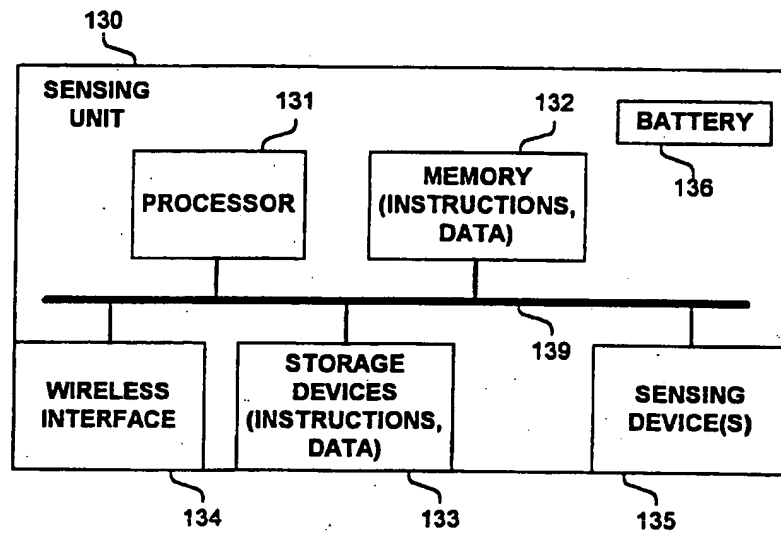 130
SENSING
UNIT
131
132
BATTERY
136
PROCESSOR
MEMORY
(INSTRUCTIONS,
DATA)
139
WIRELESS
INTERFACE
STORAGE
DEVICES
(INSTRUCTIONS,
DATA)
SENSING
DEVICE(S)
134
133
135